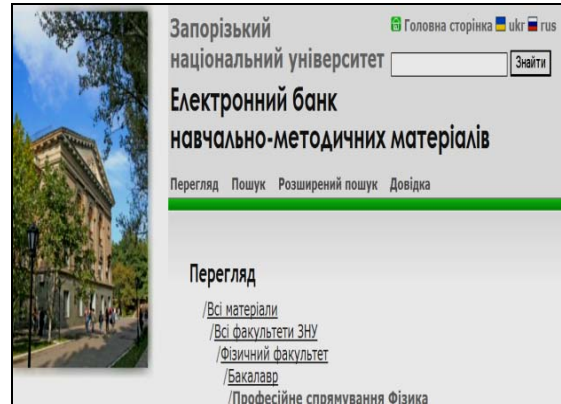 Запорізький
національний університет
Головна сторінка ukr rus
Знайти
Електронний банк
навчально-методичних матеріалів
Перегляд Пошук Розширений пошук Довідка
Перегляд
/Всі матеріали
/Всі факультети ЗНУ
/Фізичний факультет
/Бакалавр
/Професійне спрямування Фізика